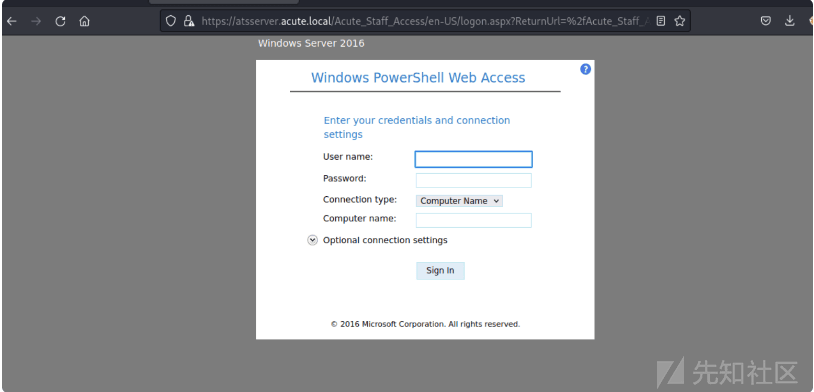 https://atsserver.acute.local/Acute_Staff_Access/en-US/logon.aspx?ReturnUrl=%2fAcute_Staff_A
Windows Server 2016
Windows PowerShell Web Access
?
Enter your credentials and connection
settings
User name:
Password:
Connection type: Computer Name
Computer name:
Optional connection settings
Sign In
© 2016 Microsoft Corporation. All rights reserved.
先知社区